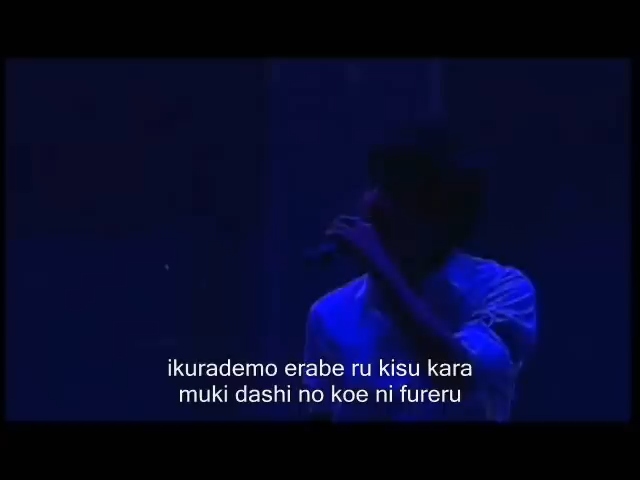 ikurademo erabe ru kisu kara
muki dashi no koe ni fureru